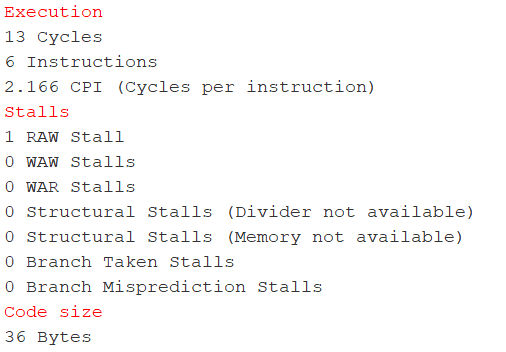 Execution
13 Cycles
6 Instructions
2.166 CPI (Cycles per instruction)
Stalls
1 RAW Stall
0 WAW Stalls
0 WAR Stalls
0 Structural Stalls (Divider not available)
0 Structural Stalls (Memory not available)
0 Branch Taken Stalls
0 Branch Misprediction Stalls
Code size
36 Bytes